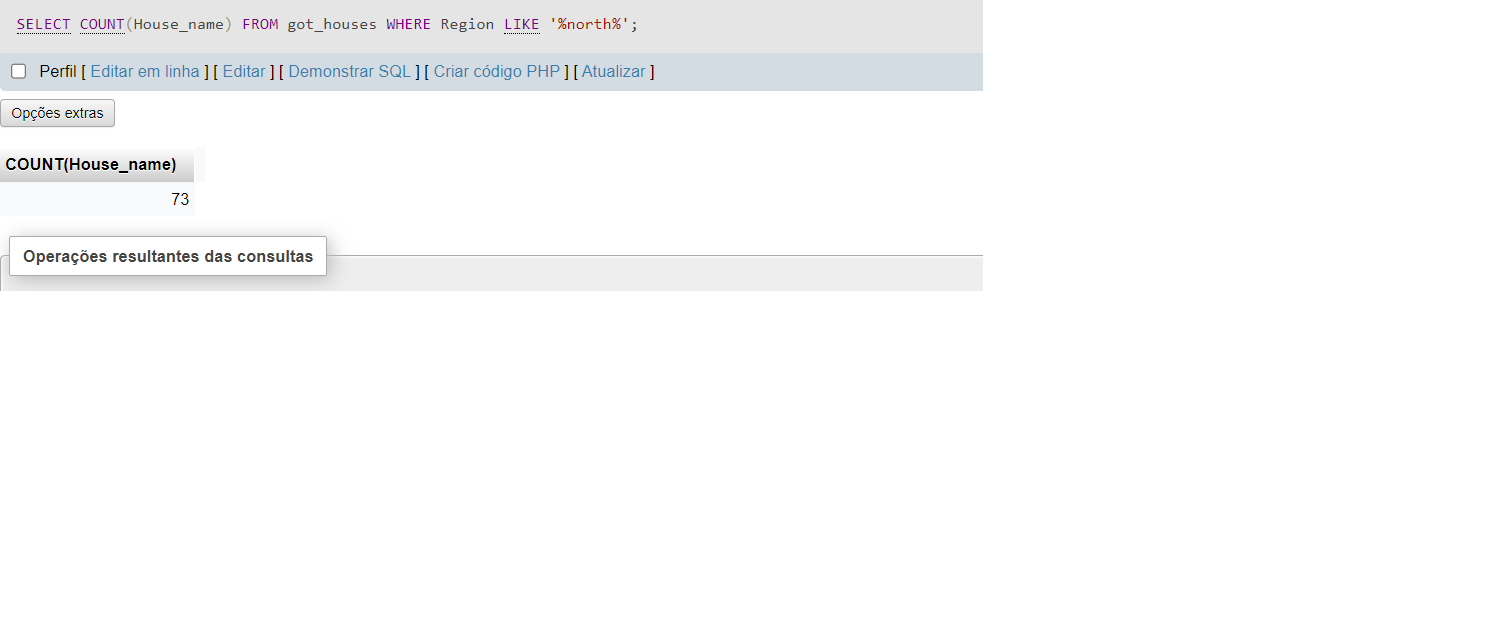 SELECT COUNT(House_name) FROM got_houses WHERE Region LIKE '%north%';
Perfil [ Editar em linha ] [ Editar ] [ Demonstrar SQL ] [ Criar código PHP ] [ Atualizar ]
Opções extras
COUNT(House_name)
73
Operações resultantes das consultas